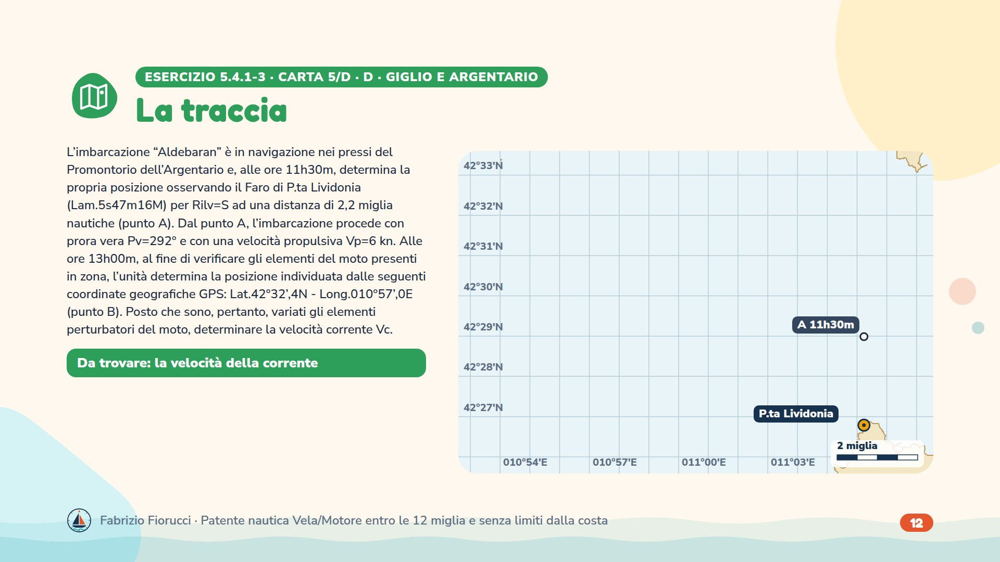 ESERCIZIO 5.4.1-3 · CARTA 5/D · D · GIGLIO E ARGENTARIO
La traccia
L’imbarcazione “Aldebaran” è in navigazione nei pressi del
Promontorio dell’Argentario e, alle ore 11h30m, determina la
propria posizione osservando il Faro di P.ta Lividonia
(Lam.5s47m16M) per Rilv=S ad una distanza di 2,2 miglia
nautiche (punto A). Dal punto A, l’imbarcazione procede con
prora vera Pv=292° e con una velocità propulsiva Vp=6 kn. Alle
ore 13h00m, al fine di verificare gli elementi del moto presenti
in zona, l’unità determina la posizione individuata dalle seguenti
coordinate geografiche GPS: Lat.42°32’,4N - Long.010°57’,0E
(punto B). Posto che sono, pertanto, variati gli elementi
perturbatori del moto, determinare la velocità corrente Vc.
Da trovare: la velocità della corrente
42°33'N
42°32'N
42°31'N
42°30'N
42°29'N
42°28'N
42°27'N
A 11h30m
P.ta Lividonia
2 miglia
010°54'E
010°57'E
011°00'E
011°03'E
Fabrizio Fiorucci · Patente nautica Vela/Motore entro le 12 miglia e senza limiti dalla costa
12